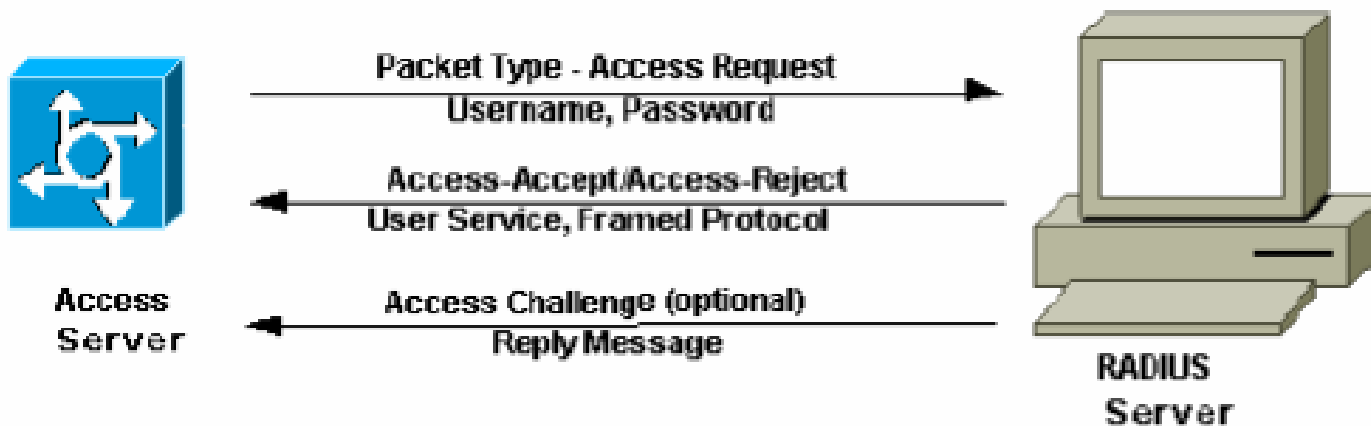 Packet Type - Access Request
Username, Password
Access-Accept/Access-Reject
User Service, Framed Protocol
Access Challenge (optional)
Reply Message
Access
Server
RADIUS
Server